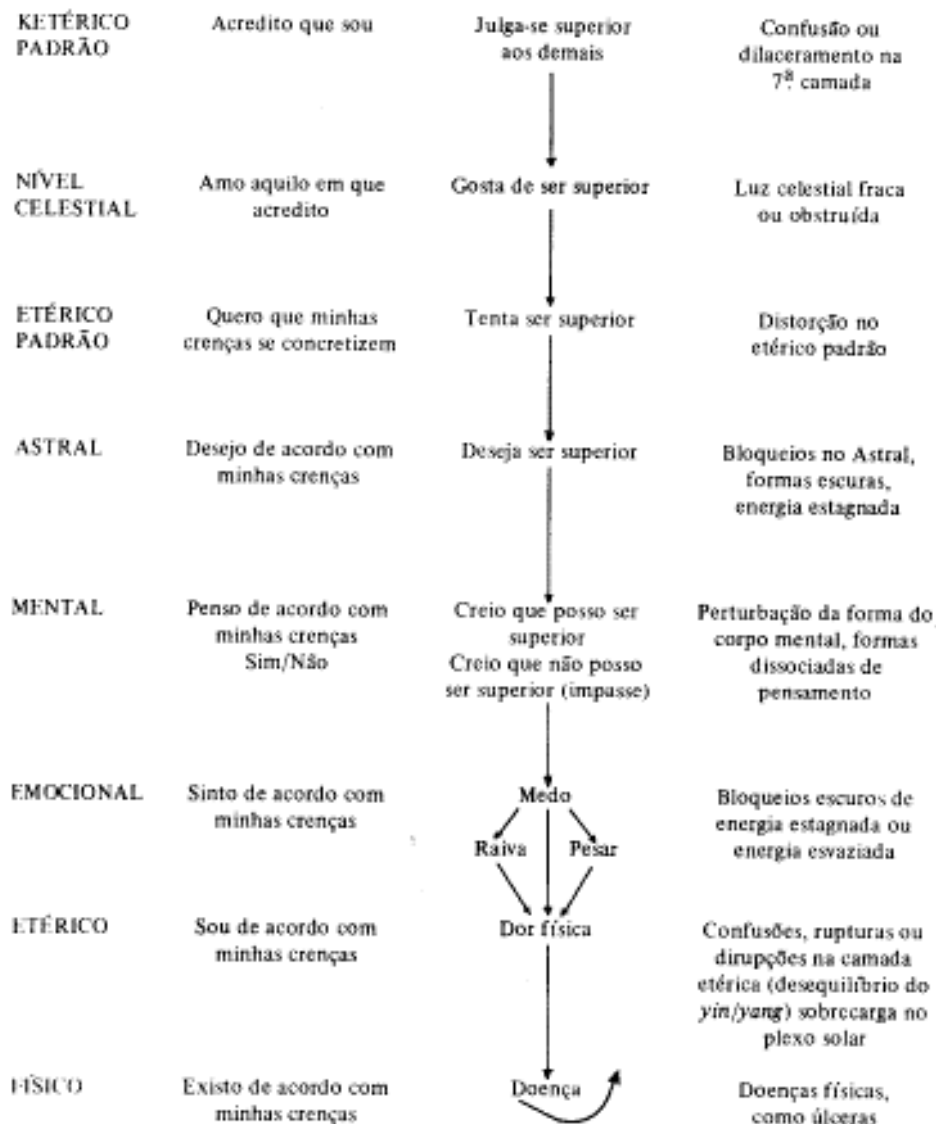 KETÉRICO
PADRÃO
Acredito que sou
Julga-se superior
aos demais
Confusão ou
dilaceramento na
7ª camada
NÍVEL
CELESTIAL
Amo aquilo em que
acredito
Gosta de ser superior
Luz celestial fraca
ou obstruída
ETÉRICO
PADRÃO
Quero que minhas
crenças se concretizem
Tenta ser superior
Distorção no
etérico padrão
ASTRAL
Desejo de acordo com
minhas crenças
Deseja ser superior
Bloqueios no Astral,
formas escuras,
energia estagnada
MENTAL
Penso de acordo com
minhas crenças
Sim/Não
Creio que posso ser
superior
Creio que não posso
ser superior (impasse)
Perturbação da forma do
corpo mental, formas
dissociadas de
pensamento
EMOCIONAL
Sinto de acordo com
minhas crenças
Medo
Raiva
Pesar
Bloqueios escuros de
energia estagnada ou
energia esvaziada
ETÉRICO
Sou de acordo com
minhas crenças
Dor física
Confusões, rupturas ou
dirupções na camada
etérica (desequilíbrio do
yin/yang) sobrecarga no
plexo solar
FÍSICO
Existo de acordo com
minhas crenças
Doença
Doenças físicas,
como úlceras